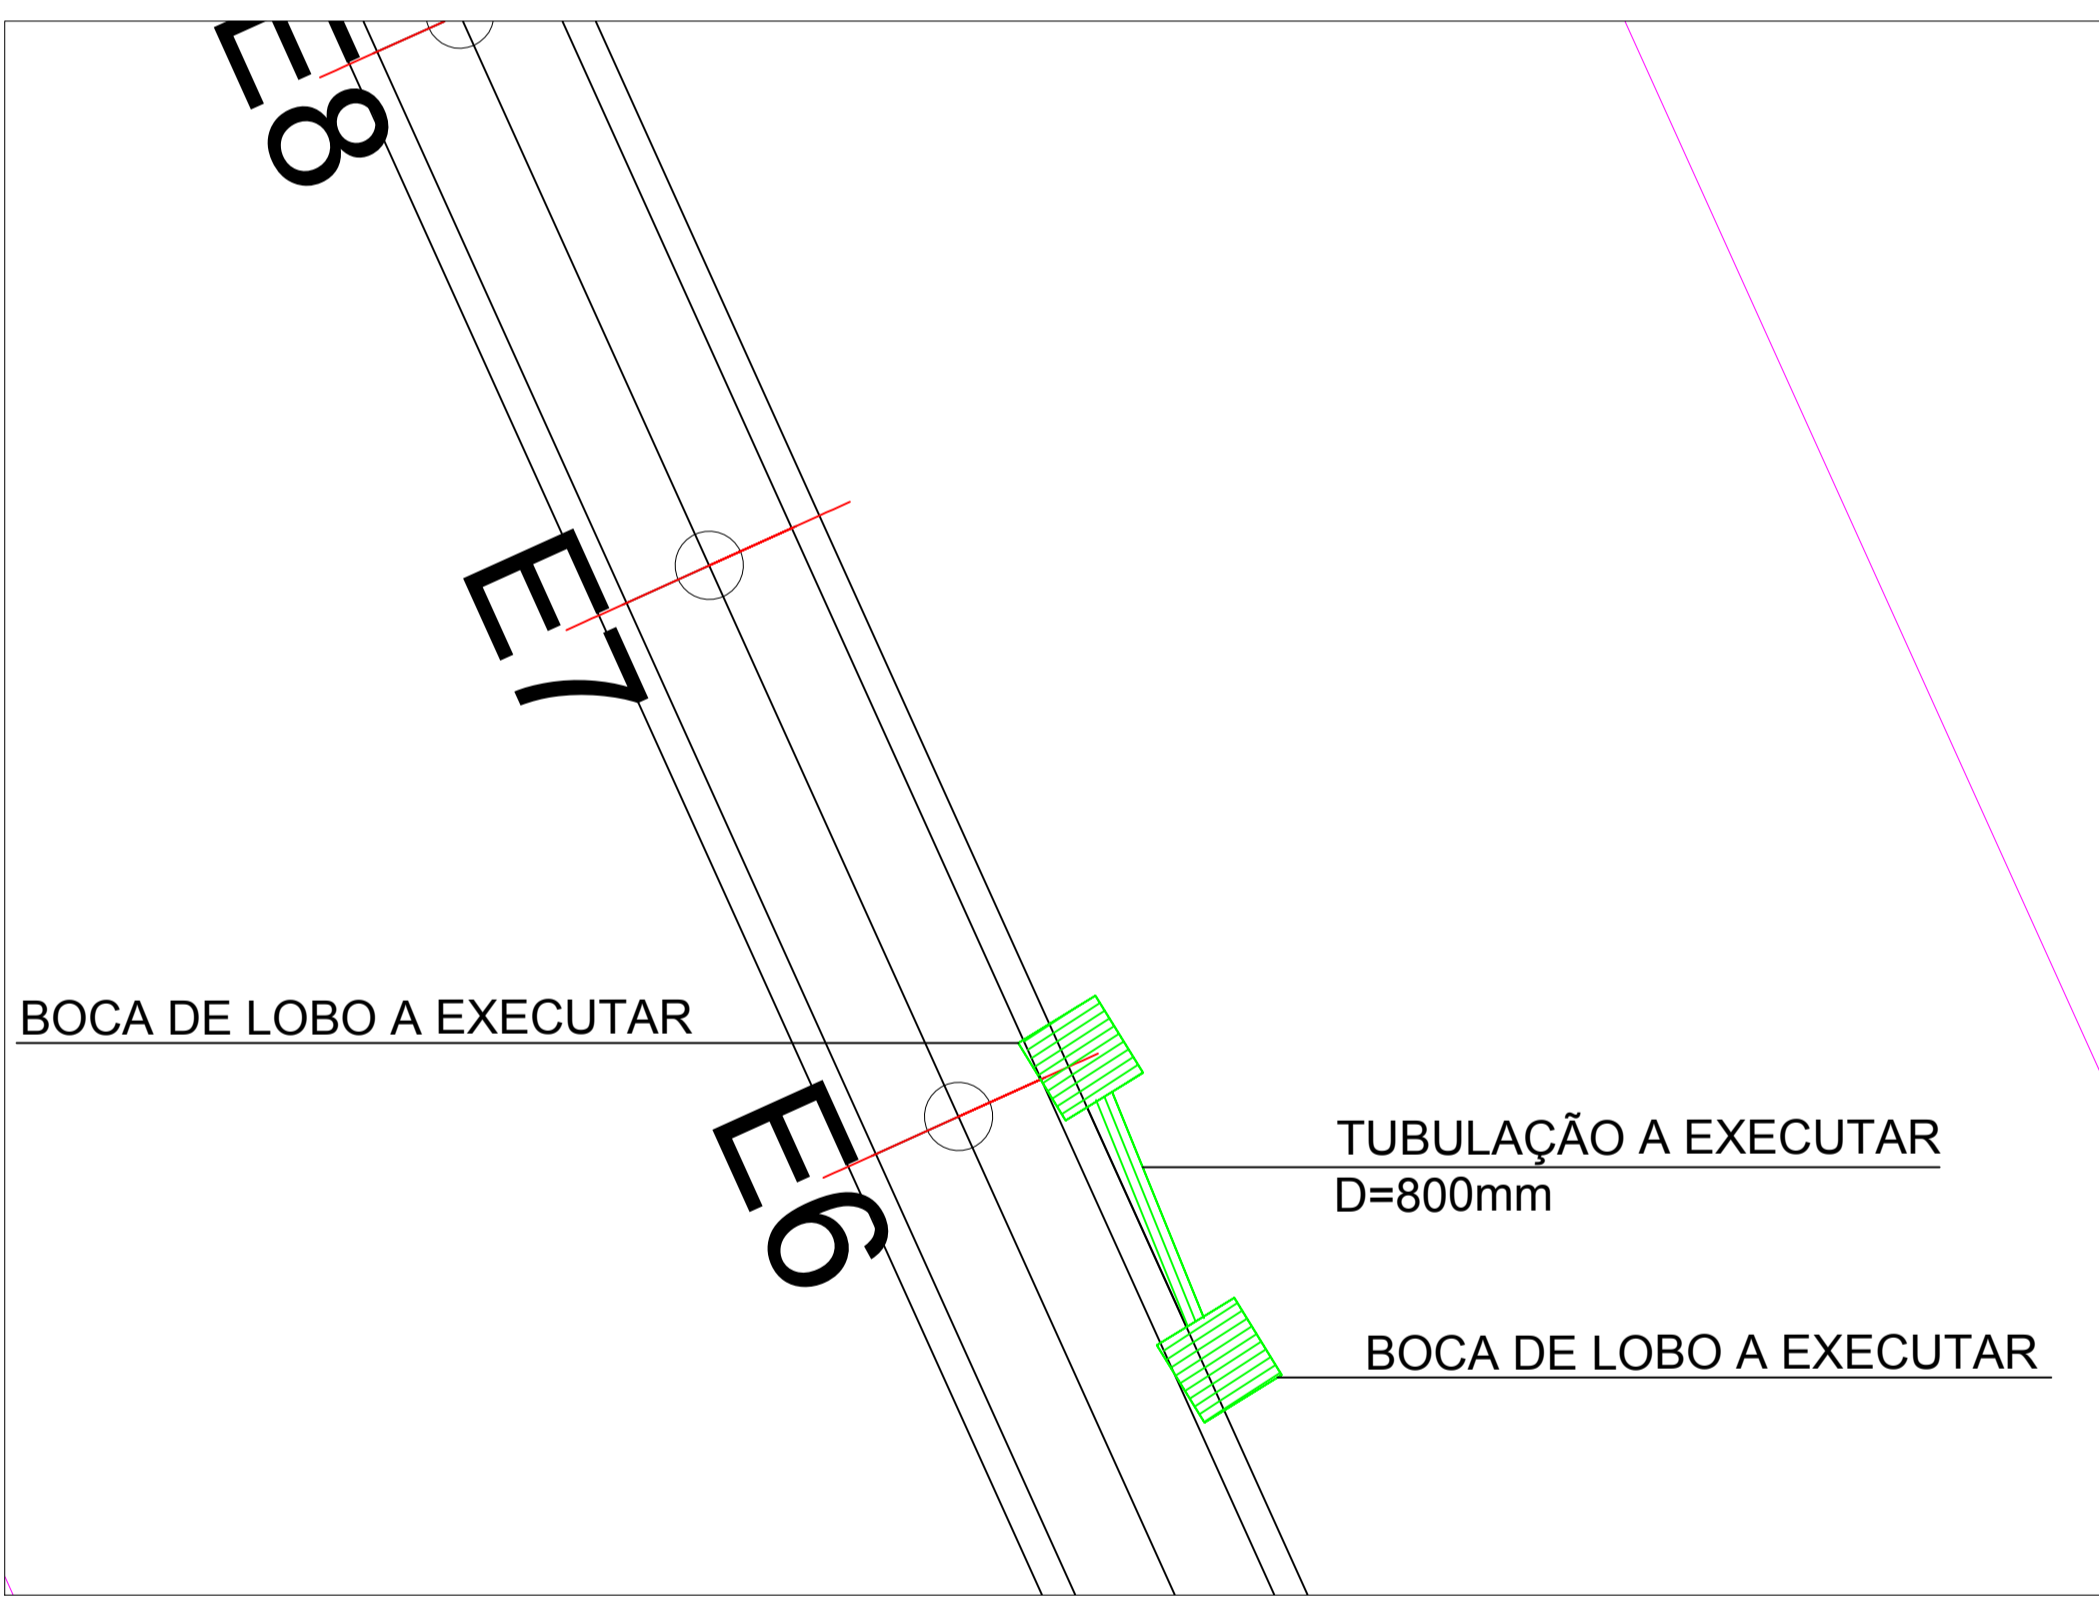 E8
E7
BOCA DE LOBO A EXECUTAR
E6
TUBULAÇÃO A EXECUTAR
D=800mm
BOCA DE LOBO A EXECUTAR